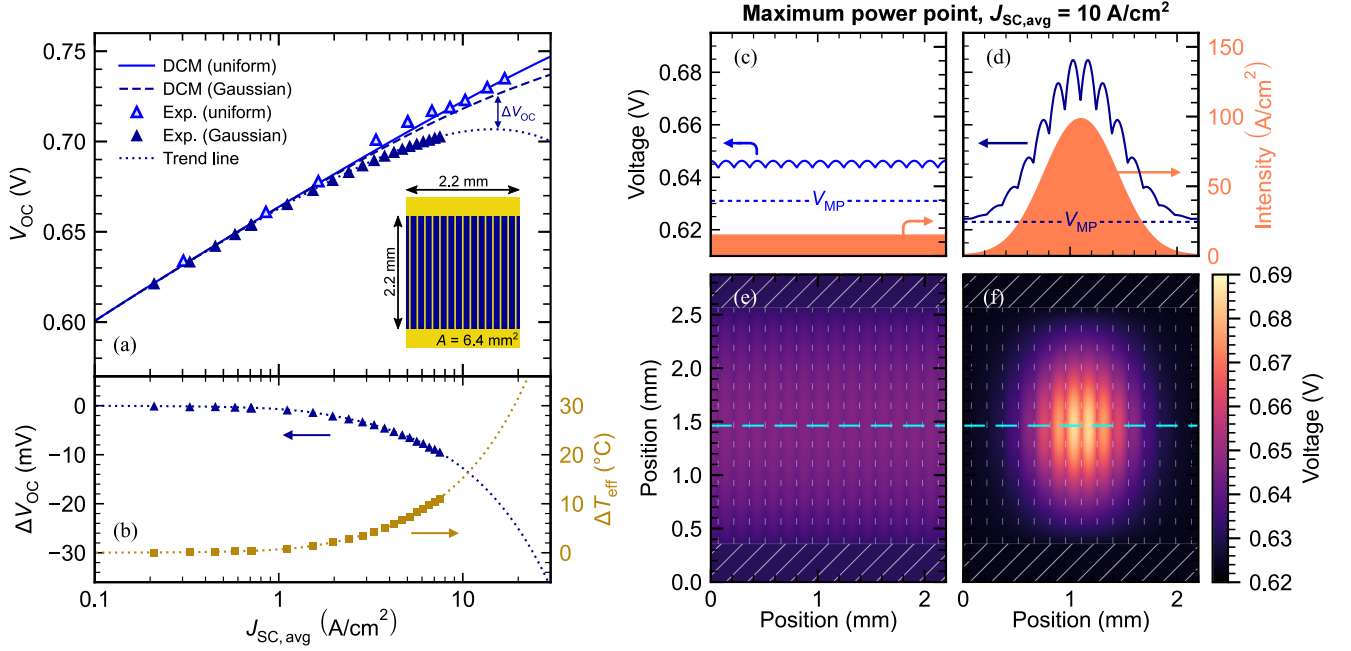 Maximum power point, J_SC,avg = 10 A/cm²
V_OC (V)
0.75
0.70
0.65
0.60
DCM (uniform)
DCM (Gaussian)
Exp. (uniform)
Exp. (Gaussian)
Trend line
ΔV_OC
2.2 mm
2.2 mm
A = 6.4 mm²
(a)
ΔV_OC (mV)
0
−10
−20
−30
(b)
30
20
10
0
ΔT_eff (°C)
0.1
1
10
J_SC, avg (A/cm²)
Voltage (V)
0.68
0.66
0.64
0.62
(c)
V_MP
(d)
V_MP
150
100
50
0
Intensity (A/cm²)
Position (mm)
2.5
2.0
1.5
1.0
0.5
0.0
(e)
0
1
2
Position (mm)
(f)
0
1
2
Position (mm)
0.69
0.68
0.67
0.66
0.65
0.64
0.63
0.62
Voltage (V)